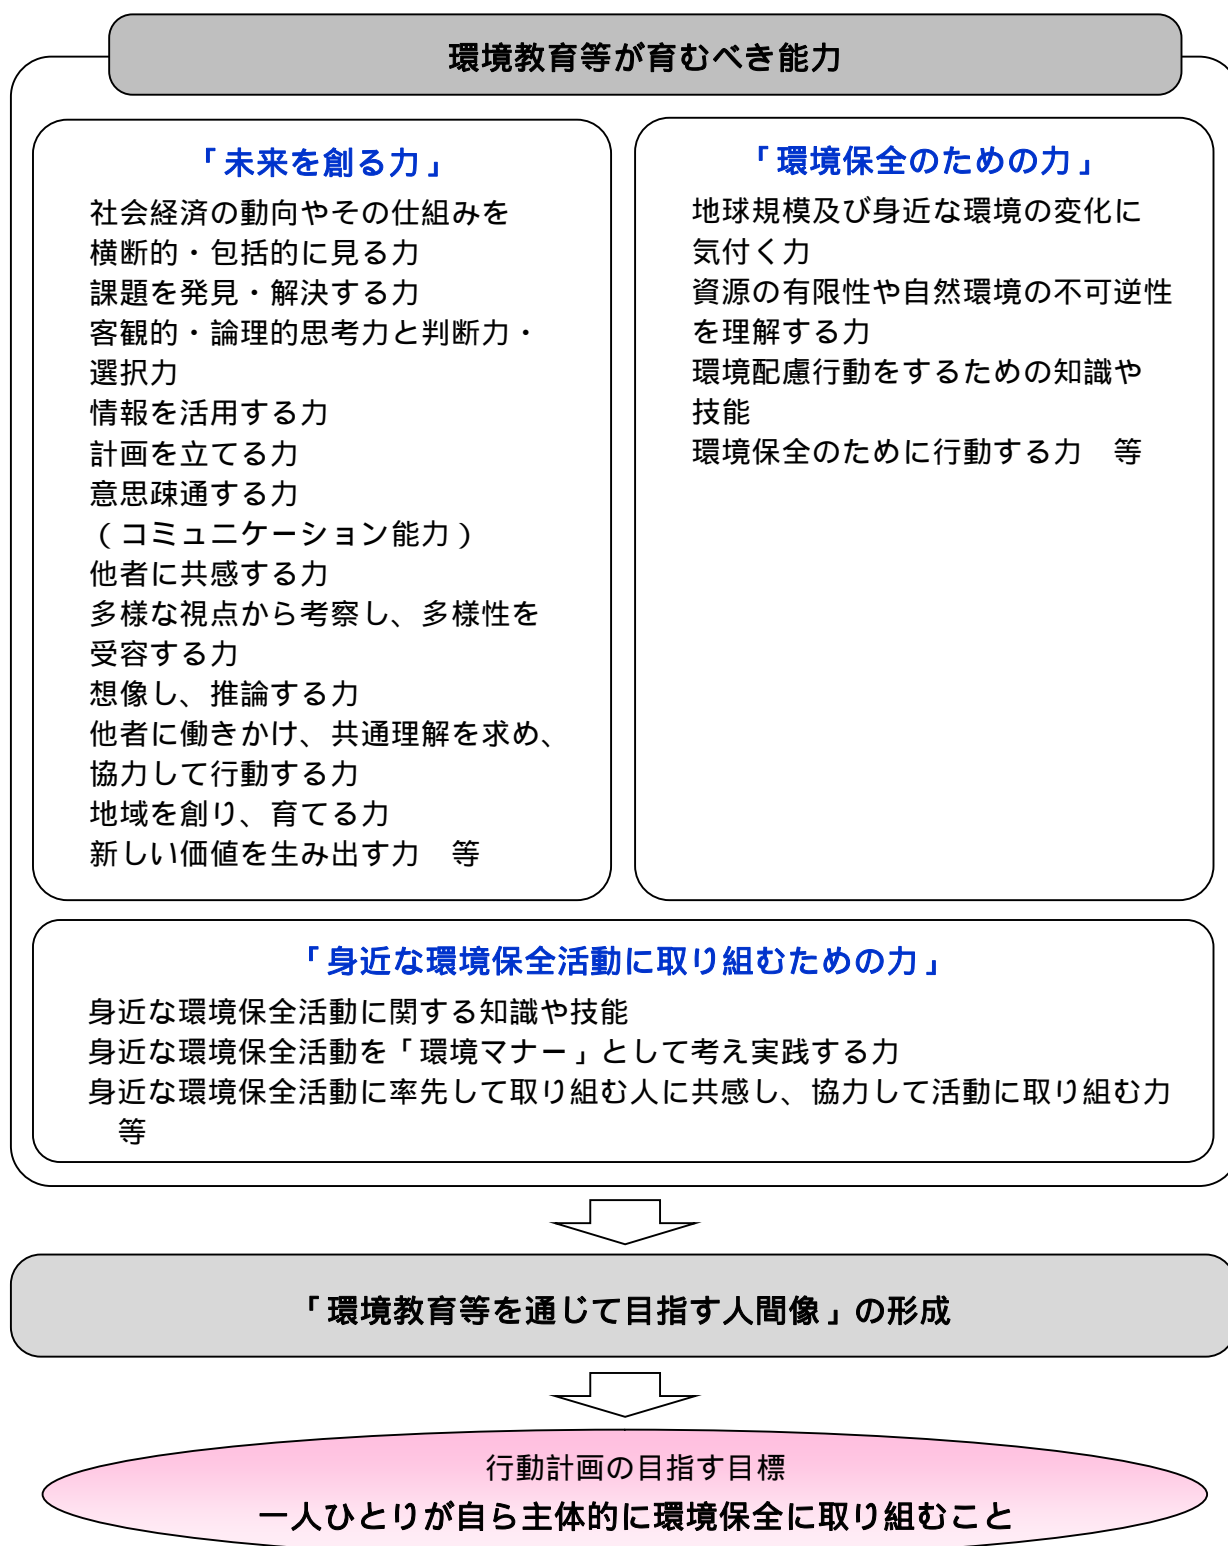 環境教育等が育むべき能力
「未来を創る力」
社会経済の動向やその仕組みを
横断的・包括的に見る力
課題を発見・解決する力
客観的・論理的思考力と判断力・
選択力
情報を活用する力
計画を立てる力
意思疎通する力
(コミュニケーション能力)
他者に共感する力
多様な視点から考察し、多様性を
受容する力
想像し、推論する力
他者に働きかけ、共通理解を求め、
協力して行動する力
地域を創り、育てる力
新しい価値を生み出す力　等
「環境保全のための力」
地球規模及び身近な環境の変化に
気付く力
資源の有限性や自然環境の不可逆性
を理解する力
環境配慮行動をするための知識や
技能
環境保全のために行動する力　等
「身近な環境保全活動に取り組むための力」
身近な環境保全活動に関する知識や技能
身近な環境保全活動を「環境マナー」として考え実践する力
身近な環境保全活動に率先して取り組む人に共感し、協力して活動に取り組む力
等
「環境教育等を通じて目指す人間像」の形成
行動計画の目指す目標
一人ひとりが自ら主体的に環境保全に取り組むこと